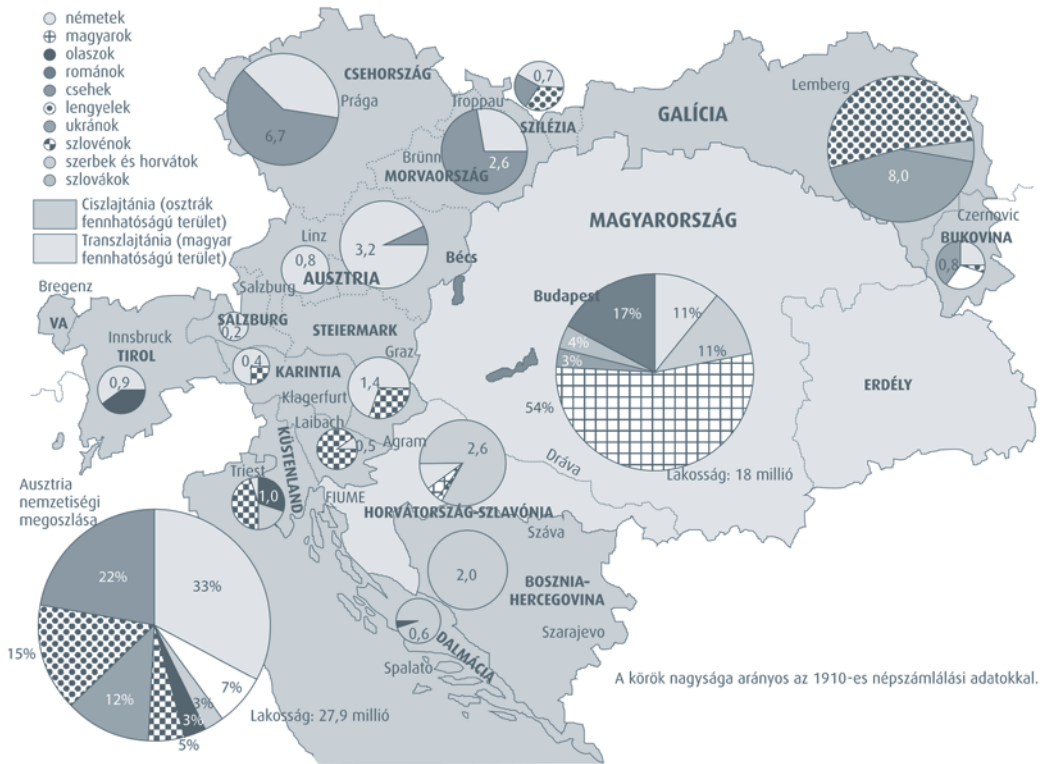 németek
magyarok
olaszok
románok
csehek
lengyelek
ukránok
szlovénok
szerbek és horvátok
szlovákok
Ciszlajtánia (osztrák
fennhatóságú terület)
Transzlajtánia (magyar
fennhatóságú terület)
CSEHORSZÁG
Prága
6,7
0,7
Troppau
SZILÉZIA
Brünn
2,6
MORVAORSZÁG
GALÍCIA
Lemberg
8,0
Czernovic
BUKOVINA
0,8
MAGYARORSZÁG
Budapest
17%
11%
11%
4%
3%
54%
Lakosság: 18 millió
ERDÉLY
Linz
3,2
0,8
AUSZTRIA
Bécs
Salzburg
SALZBURG
0,2
Bregenz
VA
Innsbruck
TIROL
0,9
STEIERMARK
Graz
1,4
0,4
KARINTIA
Klagerfurt
Laibach
0,5
Agram
2,6
Dráva
KÜSTENLAND
Triest
1,0
FIUME
HORVÁTORSZÁG-SZLAVÓNIA
Száva
2,0
BOSZNIA-
HERCEGOVINA
Szarajevo
0,6
DALMÁCIA
Spalato
Ausztria
nemzetiségi
megoszlása
22%
33%
15%
7%
12%
3%
3%
5%
Lakosság: 27,9 millió
A körök nagysága arányos az 1910-es népszámlálási adatokkal.